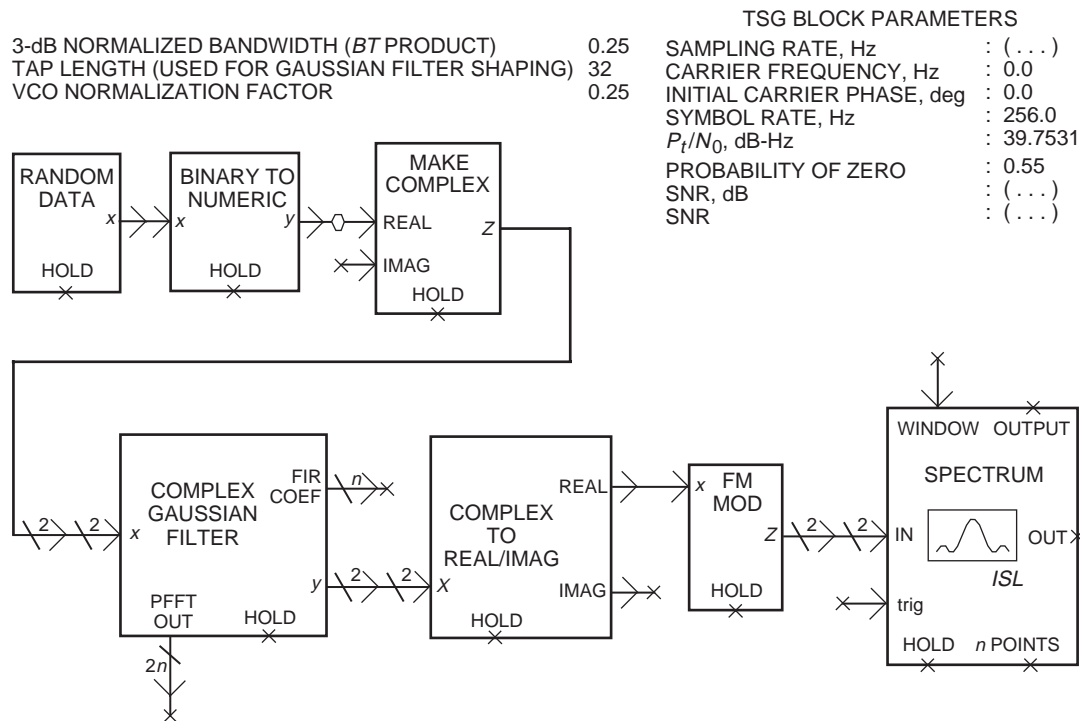 TSG BLOCK PARAMETERS
3-dB NORMALIZED BANDWIDTH (BT PRODUCT) 0.25
TAP LENGTH (USED FOR GAUSSIAN FILTER SHAPING) 32
VCO NORMALIZATION FACTOR 0.25
SAMPLING RATE, Hz : (...)
CARRIER FREQUENCY, Hz : 0.0
INITIAL CARRIER PHASE, deg : 0.0
SYMBOL RATE, Hz : 256.0
Pt/N0, dB-Hz : 39.7531
PROBABILITY OF ZERO : 0.55
SNR, dB : (...)
SNR : (...)
RANDOM
DATA
x
HOLD
BINARY TO
NUMERIC
x
y
HOLD
MAKE
COMPLEX
REAL
Z
IMAG
HOLD
2
2
x
COMPLEX
GAUSSIAN
FILTER
FIR
COEF
n
y
2
2
PFFT
OUT
HOLD
2n
COMPLEX
TO
REAL/IMAG
X
REAL
IMAG
HOLD
x
FM
MOD
Z
HOLD
2
2
WINDOW OUTPUT
SPECTRUM
IN
OUT
ISL
trig
HOLD n POINTS